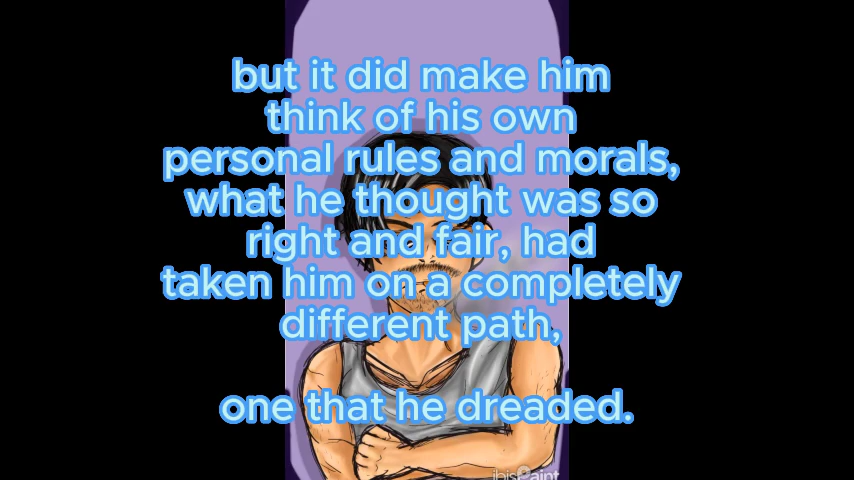 but it did make him
think of his own
personal rules and morals,
what he thought was so
right and fair, had
taken him on a completely
different path,
one that he dreaded.
ibisPaint